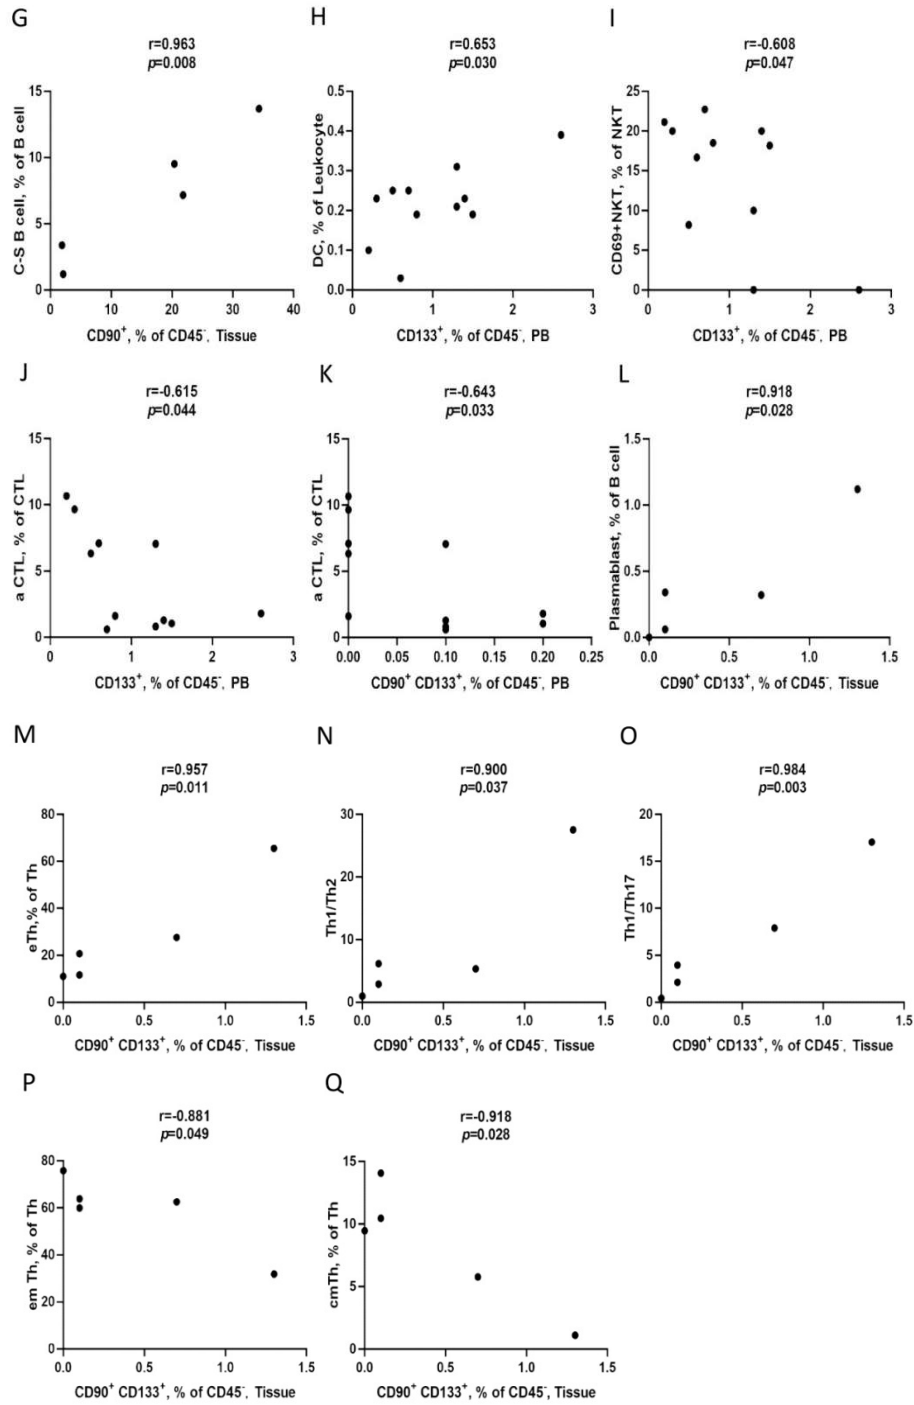 G
r=0.963
p=0.008
C-S B cell, % of B cell
15
10
5
0
0 10 20 30 40
CD90⁺, % of CD45⁻, Tissue
H
r=0.653
p=0.030
DC, % of Leukocyte
0.5
0.4
0.3
0.2
0.1
0.0
1 2 3
CD133⁺, % of CD45⁻, PB
I
r=-0.608
p=0.047
CD69+NKT, % of NKT
25
20
15
10
5
0
0 1 2 3
CD133⁺, % of CD45⁻, PB
J
r=-0.615
p=0.044
a CTL, % of CTL
15
10
5
0
0 1 2 3
CD133⁺, % of CD45⁻, PB
K
r=-0.643
p=0.033
a CTL, % of CTL
15
10
5
0
0.00 0.05 0.10 0.15 0.20 0.25
CD90⁺ CD133⁺, % of CD45⁻, PB
L
r=0.918
p=0.028
Plasmablast, % of B cell
1.5
1.0
0.5
0.0
0.0 0.5 1.0 1.5
CD90⁺ CD133⁺, % of CD45⁻, Tissue
M
r=0.957
p=0.011
eTh,% of Th
80
60
40
20
0
0.0 0.5 1.0 1.5
CD90⁺ CD133⁺, % of CD45⁻, Tissue
N
r=0.900
p=0.037
Th1/Th2
30
20
10
0
0.0 0.5 1.0 1.5
CD90⁺ CD133⁺, % of CD45⁻, Tissue
O
r=0.984
p=0.003
Th1/Th17
20
15
10
5
0
0.0 0.5 1.0 1.5
CD90⁺ CD133⁺, % of CD45⁻, Tissue
P
r=-0.881
p=0.049
em Th, % of Th
80
60
40
20
0
0.0 0.5 1.0 1.5
CD90⁺ CD133⁺, % of CD45⁻, Tissue
Q
r=-0.918
p=0.028
cmTh, % of Th
15
10
5
0
0.0 0.5 1.0 1.5
CD90⁺ CD133⁺, % of CD45⁻, Tissue